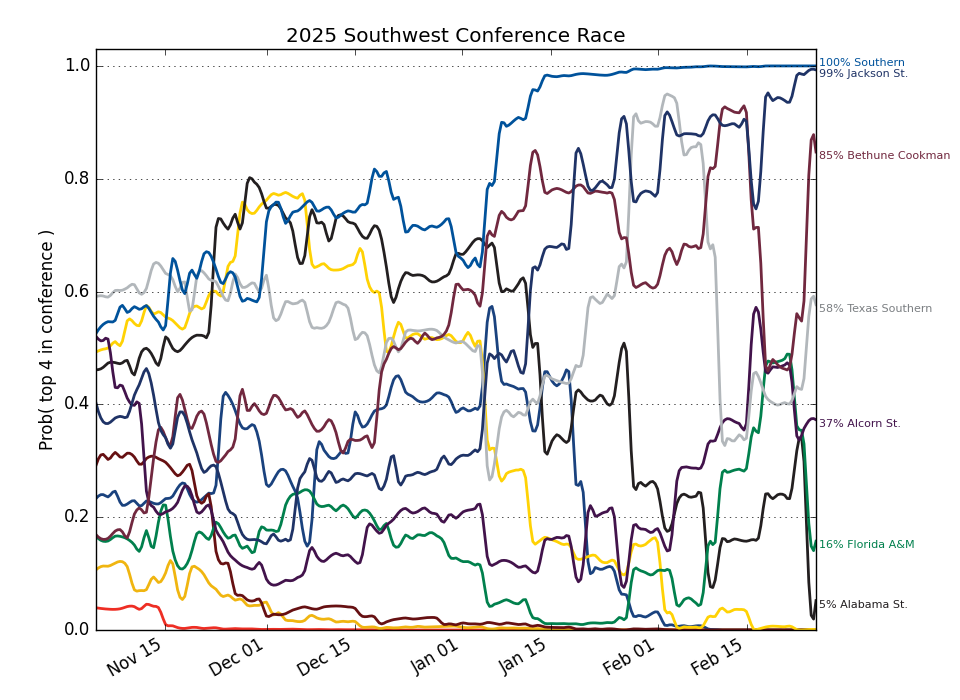 2025 Southwest Conference Race
Prob( top 4 in conference )
1.0
0.8
0.6
0.4
0.2
0.0
Nov 15
Dec 01
Dec 15
Jan 01
Jan 15
Feb 01
Feb 15
100% Southern
99% Jackson St.
85% Bethune Cookman
58% Texas Southern
37% Alcorn St.
16% Florida A&M
5% Alabama St.